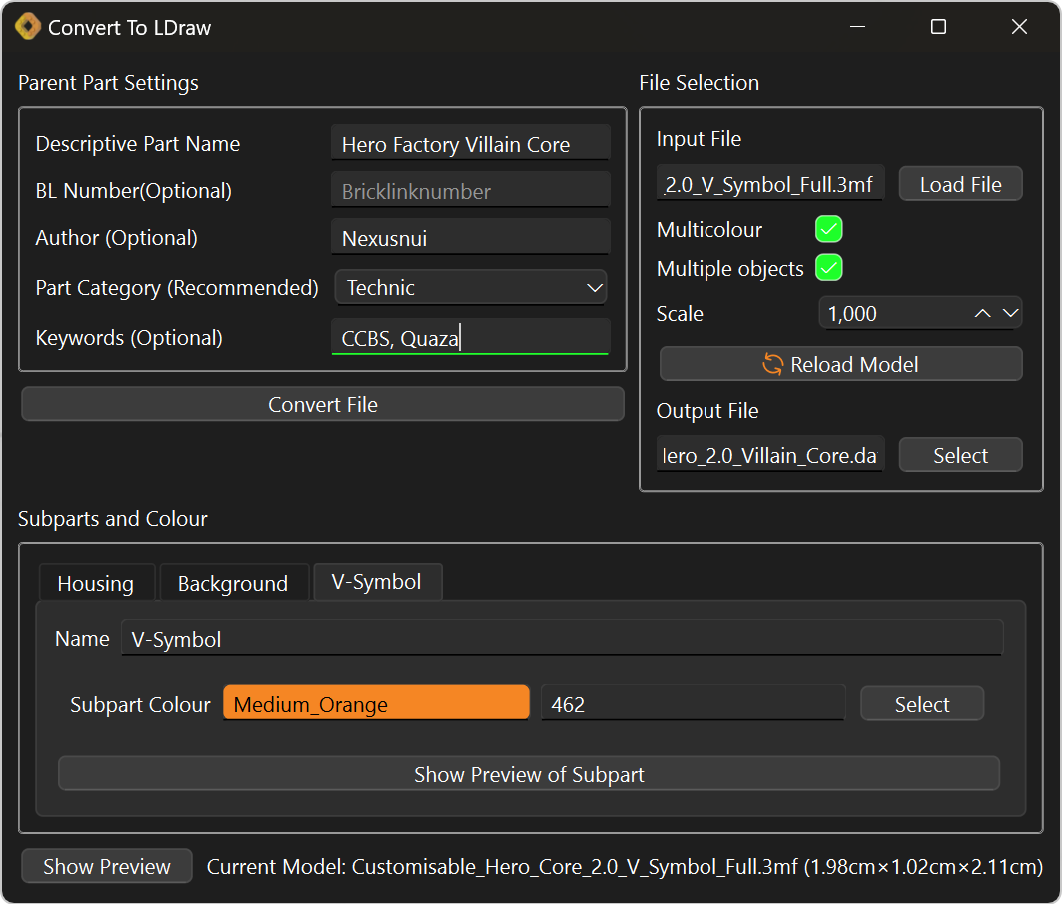 Convert To LDraw
Parent Part Settings
Descriptive Part Name Hero Factory Villain Core
BL Number(Optional) Bricklinknumber
Author (Optional) Nexusnui
Part Category (Recommended) Technic
Keywords (Optional) CCBS, Quaza
Convert File
File Selection
Input File
_2.0_V_Symbol_Full.3mf Load File
Multicolour
Multiple objects
Scale 1,000
Reload Model
Output File
Hero_2.0_Villain_Core.da Select
Subparts and Colour
Housing Background V-Symbol
Name V-Symbol
Subpart Colour Medium_Orange 462 Select
Show Preview of Subpart
Show Preview Current Model: Customisable_Hero_Core_2.0_V_Symbol_Full.3mf (1.98cm×1.02cm×2.11cm)